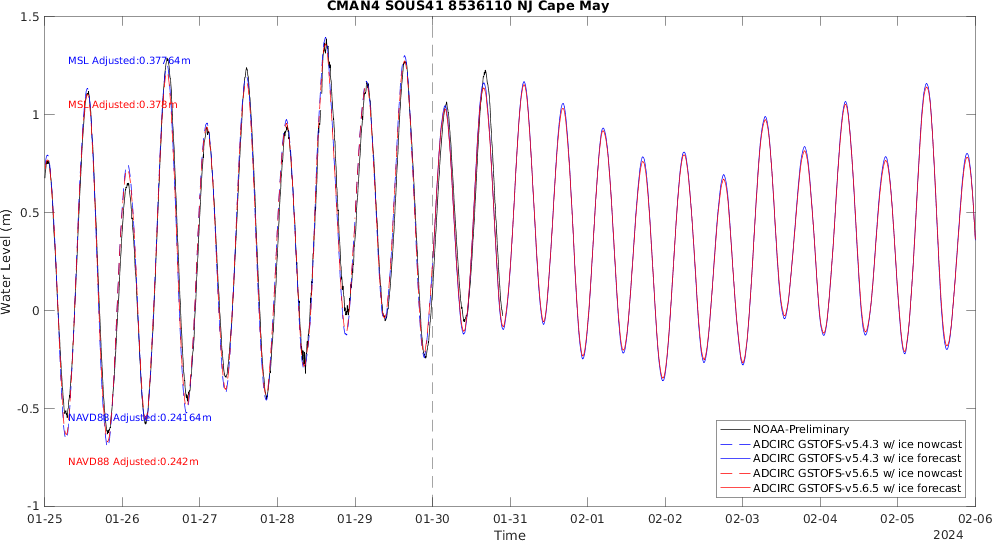 CMAN4 SOUS41 8536110 NJ Cape May
1.5
1
0.5
0
-0.5
-1
Water Level (m)
MSL Adjusted:0.37764m
MSL Adjusted:0.378m
NAVD88 Adjusted:0.24164m
NAVD88 Adjusted:0.242m
NOAA-Preliminary
ADCIRC GSTOFS-v5.4.3 w/ ice nowcast
ADCIRC GSTOFS-v5.4.3 w/ ice forecast
ADCIRC GSTOFS-v5.6.5 w/ ice nowcast
ADCIRC GSTOFS-v5.6.5 w/ ice forecast
01-25 01-26 01-27 01-28 01-29 01-30 01-31 02-01 02-02 02-03 02-04 02-05 02-06
Time
2024